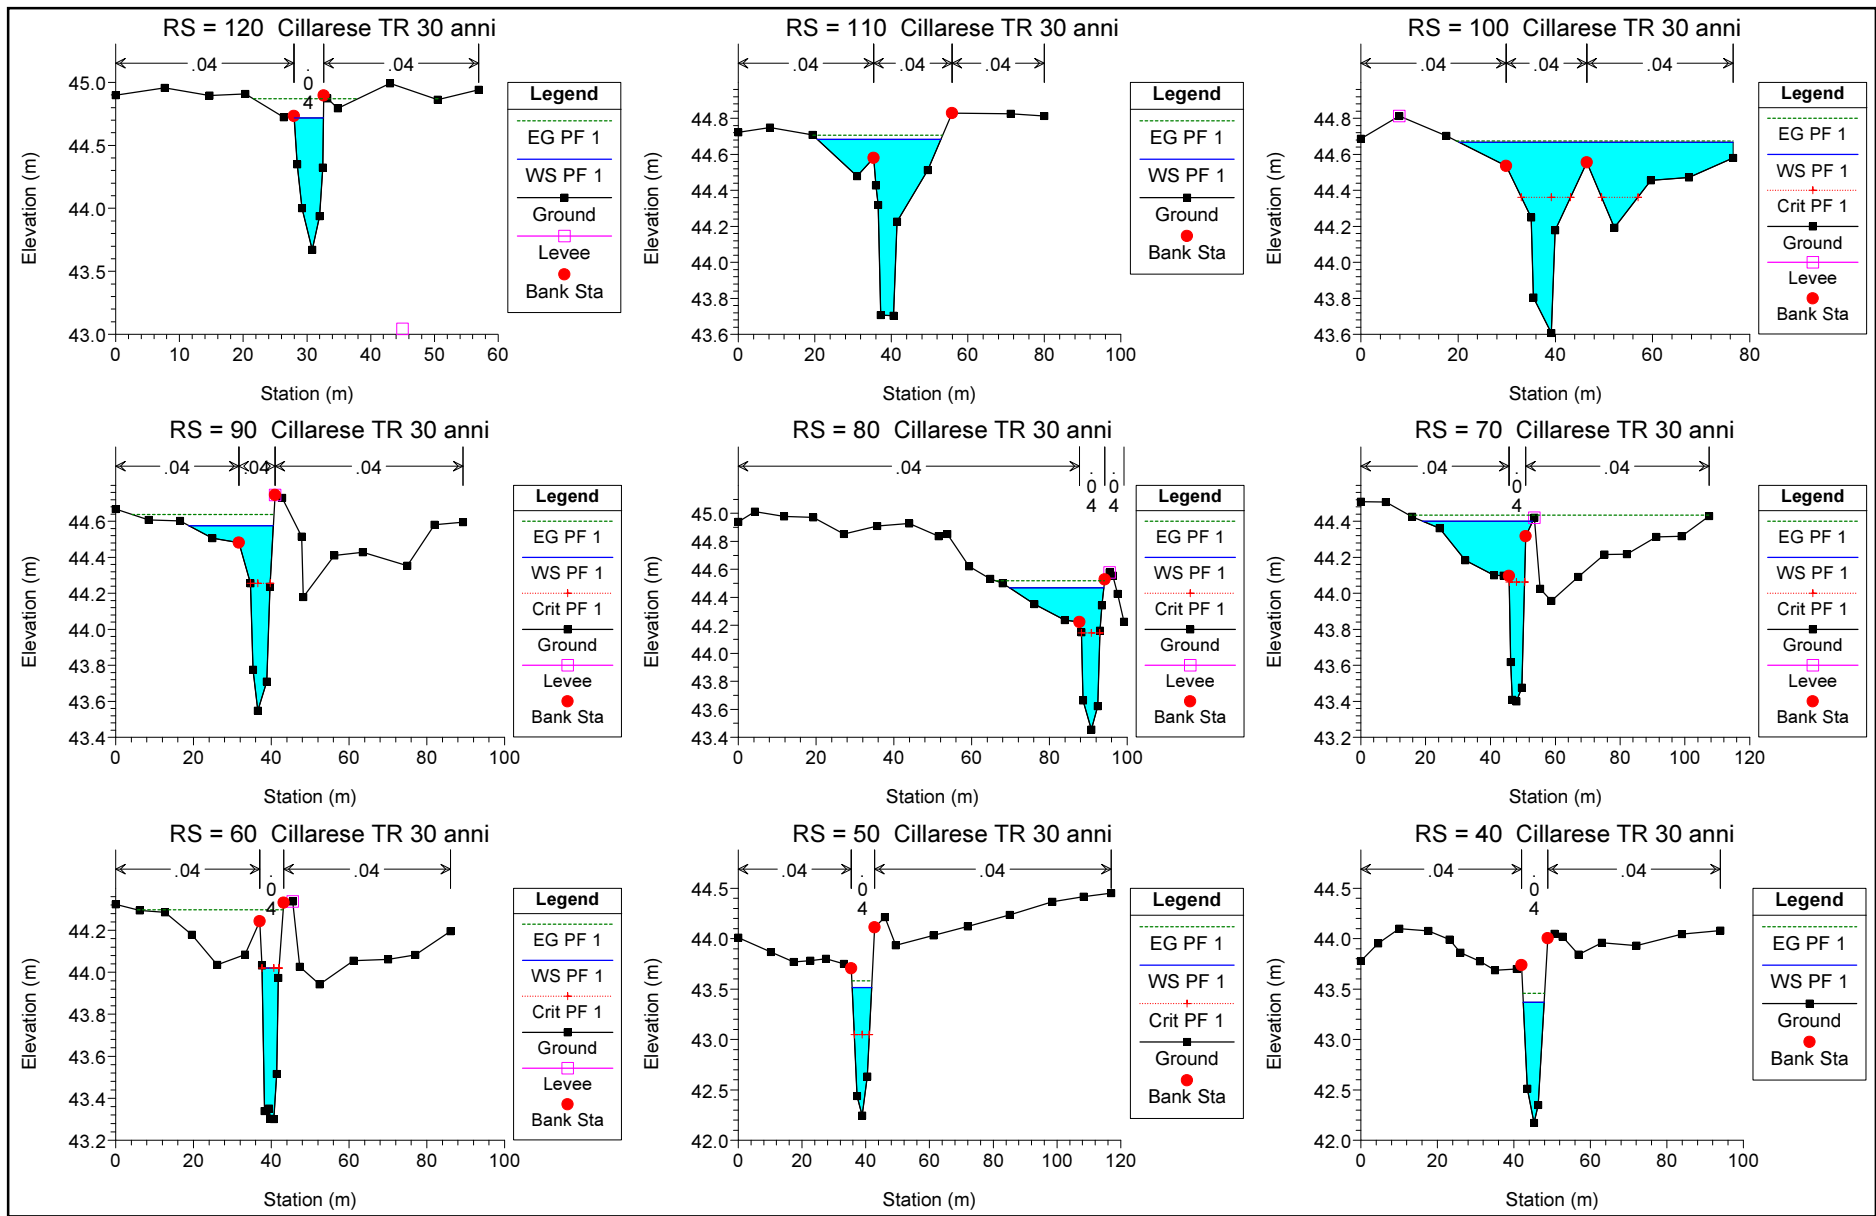 RS = 120 Cillarese TR 30 anni
.04
.04
.04
Elevation (m)
45.0
44.5
44.0
43.5
43.0
0 10 20 30 40 50 60
Station (m)
Legend
EG PF 1
WS PF 1
Ground
Levee
Bank Sta
RS = 110 Cillarese TR 30 anni
.04
.04
.04
Elevation (m)
44.8
44.6
44.4
44.2
44.0
43.8
43.6
0 20 40 60 80 100
Station (m)
Legend
EG PF 1
WS PF 1
Ground
Bank Sta
RS = 100 Cillarese TR 30 anni
.04
.04
.04
Elevation (m)
44.8
44.6
44.4
44.2
44.0
43.8
43.6
0 20 40 60 80
Station (m)
Legend
EG PF 1
WS PF 1
Crit PF 1
Ground
Levee
Bank Sta
RS = 90 Cillarese TR 30 anni
.04
.04
.04
Elevation (m)
44.6
44.4
44.2
44.0
43.8
43.6
43.4
0 20 40 60 80 100
Station (m)
Legend
EG PF 1
WS PF 1
Crit PF 1
Ground
Levee
Bank Sta
RS = 80 Cillarese TR 30 anni
.04
.04
.04
Elevation (m)
45.0
44.8
44.6
44.4
44.2
44.0
43.8
43.6
43.4
0 20 40 60 80 100
Station (m)
Legend
EG PF 1
WS PF 1
Crit PF 1
Ground
Levee
Bank Sta
RS = 70 Cillarese TR 30 anni
.04
.04
.04
Elevation (m)
44.4
44.2
44.0
43.8
43.6
43.4
43.2
0 20 40 60 80 100 120
Station (m)
Legend
EG PF 1
WS PF 1
Crit PF 1
Ground
Levee
Bank Sta
RS = 60 Cillarese TR 30 anni
.04
.04
.04
Elevation (m)
44.2
44.0
43.8
43.6
43.4
43.2
0 20 40 60 80 100
Station (m)
Legend
EG PF 1
WS PF 1
Crit PF 1
Ground
Levee
Bank Sta
RS = 50 Cillarese TR 30 anni
.04
.04
.04
Elevation (m)
44.5
44.0
43.5
43.0
42.5
42.0
0 20 40 60 80 100 120
Station (m)
Legend
EG PF 1
WS PF 1
Crit PF 1
Ground
Bank Sta
RS = 40 Cillarese TR 30 anni
.04
.04
.04
Elevation (m)
44.5
44.0
43.5
43.0
42.5
42.0
0 20 40 60 80 100
Station (m)
Legend
EG PF 1
WS PF 1
Ground
Bank Sta